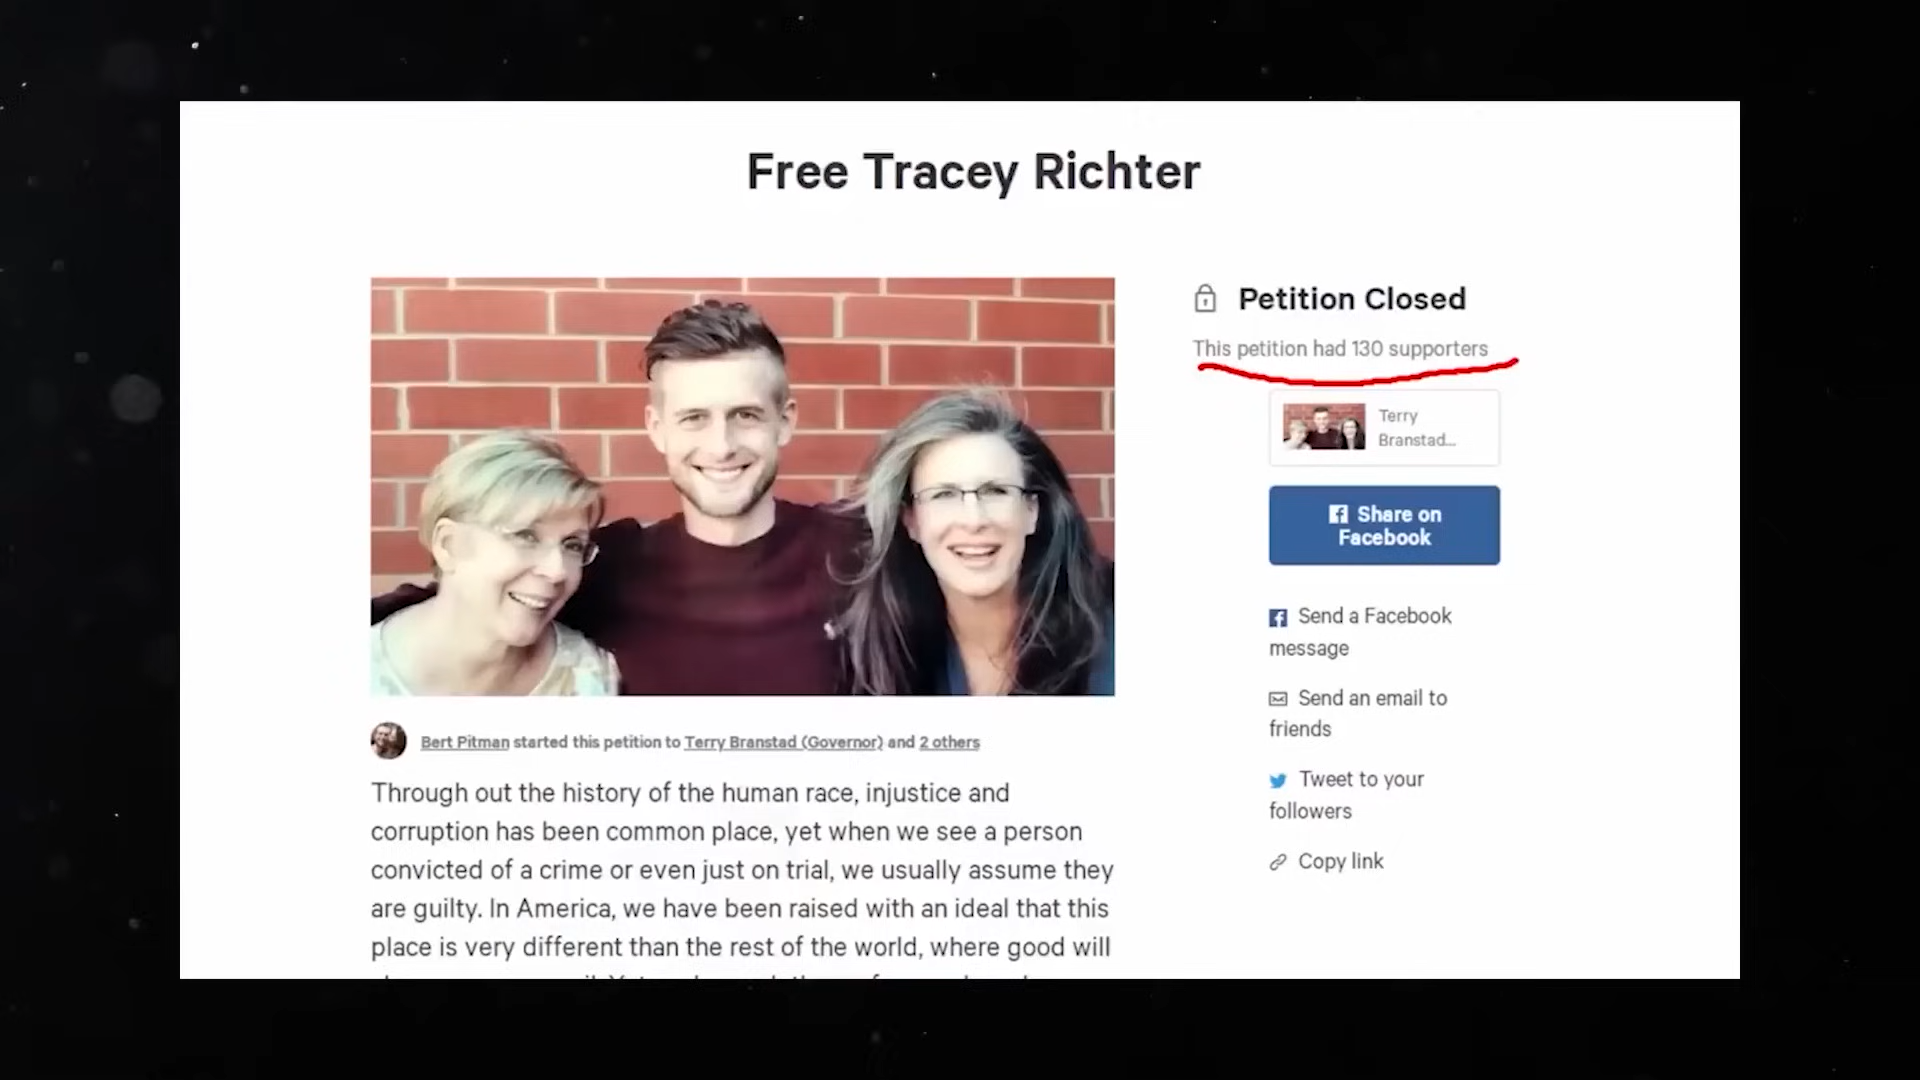 Free Tracey Richter
Petition Closed
This petition had 130 supporters
Terry
Branstad...
Share on
Facebook
Send a Facebook
message
Send an email to
friends
Tweet to your
followers
Copy link
Bert Pitman started this petition to Terry Branstad (Governor) and 2 others
Through out the history of the human race, injustice and
corruption has been common place, yet when we see a person
convicted of a crime or even just on trial, we usually assume they
are guilty. In America, we have been raised with an ideal that this
place is very different than the rest of the world, where good will